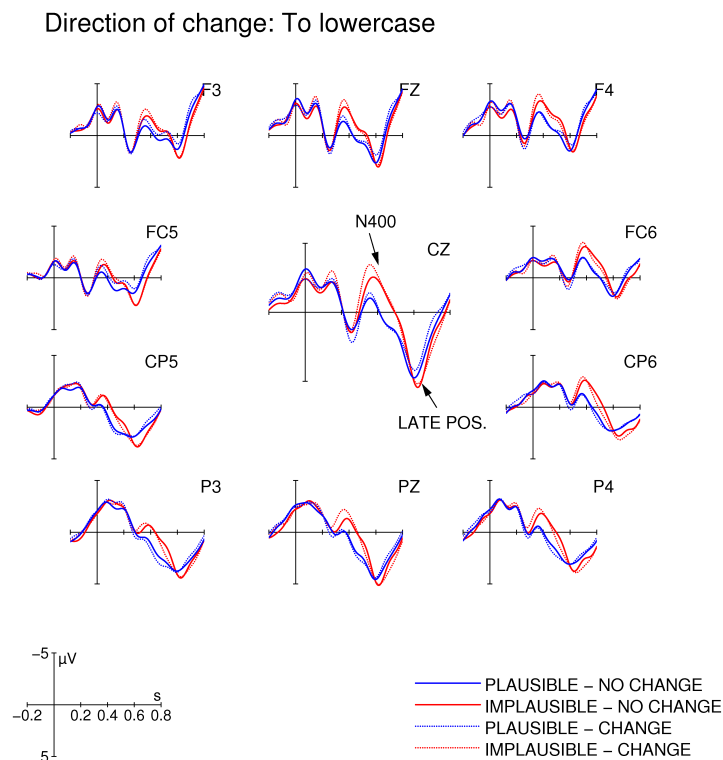 Direction of change: To lowercase
F3
FZ
F4
N400
FC5
CZ
FC6
CP5
CP6
LATE POS.
P3
PZ
P4
−5
µV
s
−0.2 0.2 0.4 0.6 0.8
5
PLAUSIBLE − NO CHANGE
IMPLAUSIBLE − NO CHANGE
PLAUSIBLE − CHANGE
IMPLAUSIBLE − CHANGE